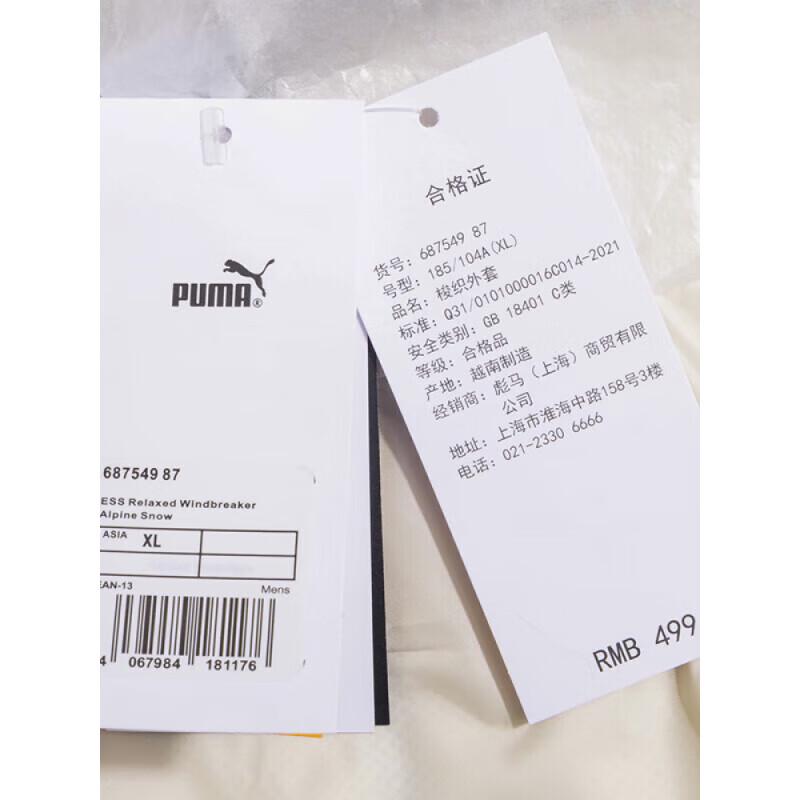 PUMA®
687549 87
ESS Relaxed Windbreaker
Alpine Snow
ASIA XL
EAN-13
Mens
4 067984 181176
合格证
货号: 687549 87
号型: 185/104A(XL)
品名: 梭织外套
标准: Q31/0101000016C014-2021
安全类别: GB 18401 C类
等级: 合格品
产地: 越南制造
经销商: 彪马（上海）商贸有限
公司
地址: 上海市淮海中路158号3楼
电话: 021-2330 6666
RMB 499